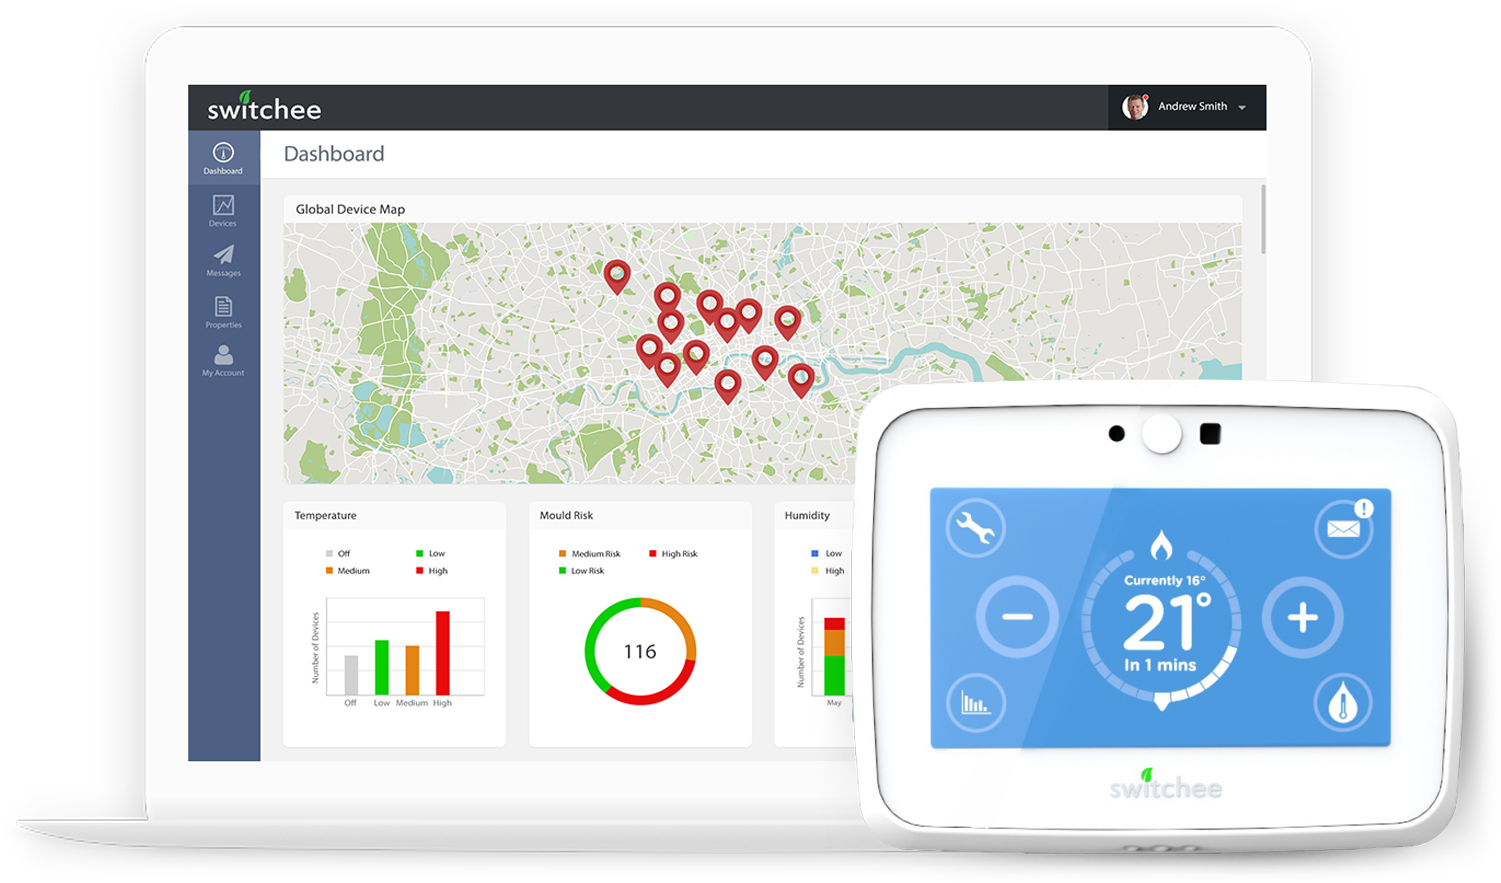 switchee
Andrew Smith
Dashboard
Dashboard
Devices
Messages
Properties
My Account
Global Device Map
Temperature
Off
Low
Medium
High
Number of Devices
Off Low Medium High
Mould Risk
Medium Risk
High Risk
Low Risk
116
Humidity
Low
High
Number of Devices
May
!
Currently 16°
21°
In 1 mins
switchee